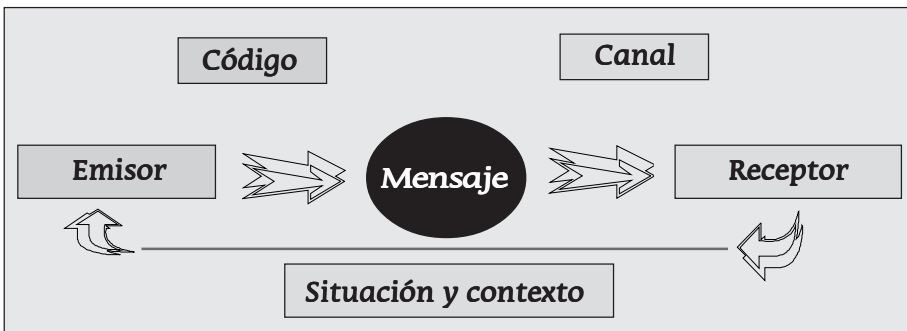 Código
Canal
Emisor
Mensaje
Receptor
Situación y contexto